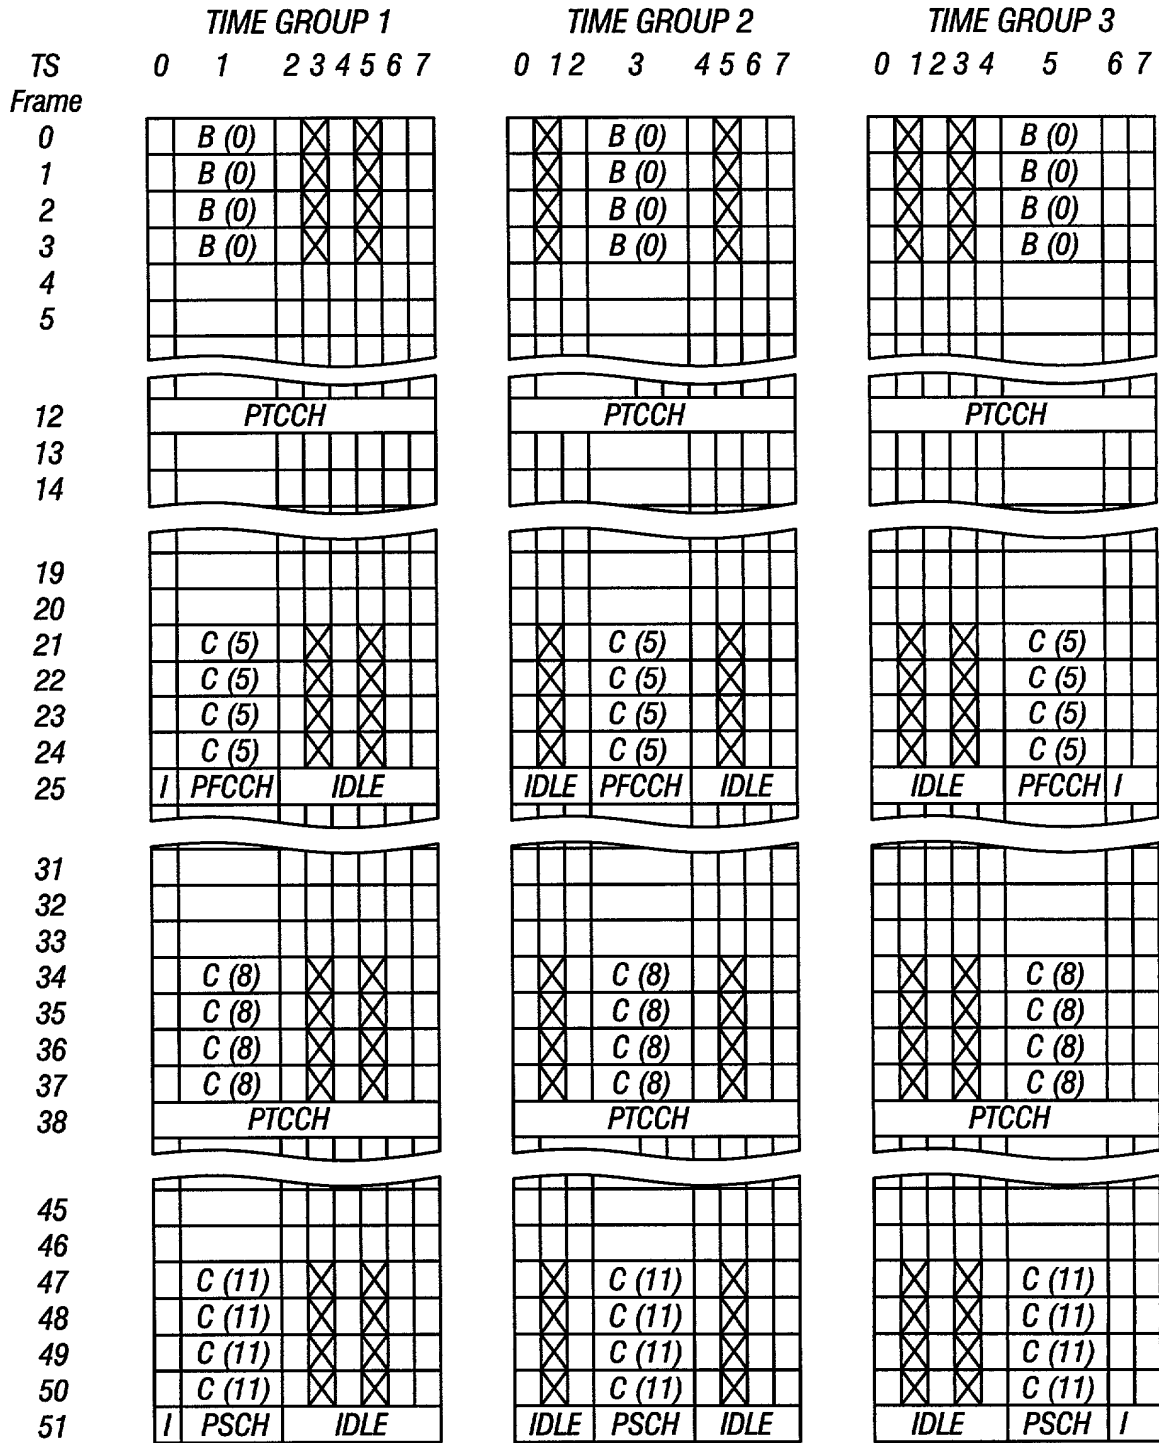 TIME GROUP 1 TIME GROUP 2 TIME GROUP 3
TS 0 1 2 3 4 5 6 7 0 1 2 3 4 5 6 7 0 1 2 3 4 5 6 7
Frame
0 B (0) B (0) B (0)
1 B (0) B (0) B (0)
2 B (0) B (0) B (0)
3 B (0) B (0) B (0)
4
5
12 PTCCH PTCCH PTCCH
13
14
19
20
21 C (5) C (5) C (5)
22 C (5) C (5) C (5)
23 C (5) C (5) C (5)
24 C (5) C (5) C (5)
25 I PFCCH IDLE IDLE PFCCH IDLE IDLE PFCCH I
31
32
33
34 C (8) C (8) C (8)
35 C (8) C (8) C (8)
36 C (8) C (8) C (8)
37 C (8) C (8) C (8)
38 PTCCH PTCCH PTCCH
45
46
47 C (11) C (11) C (11)
48 C (11) C (11) C (11)
49 C (11) C (11) C (11)
50 C (11) C (11) C (11)
51 I PSCH IDLE IDLE PSCH IDLE IDLE PSCH I